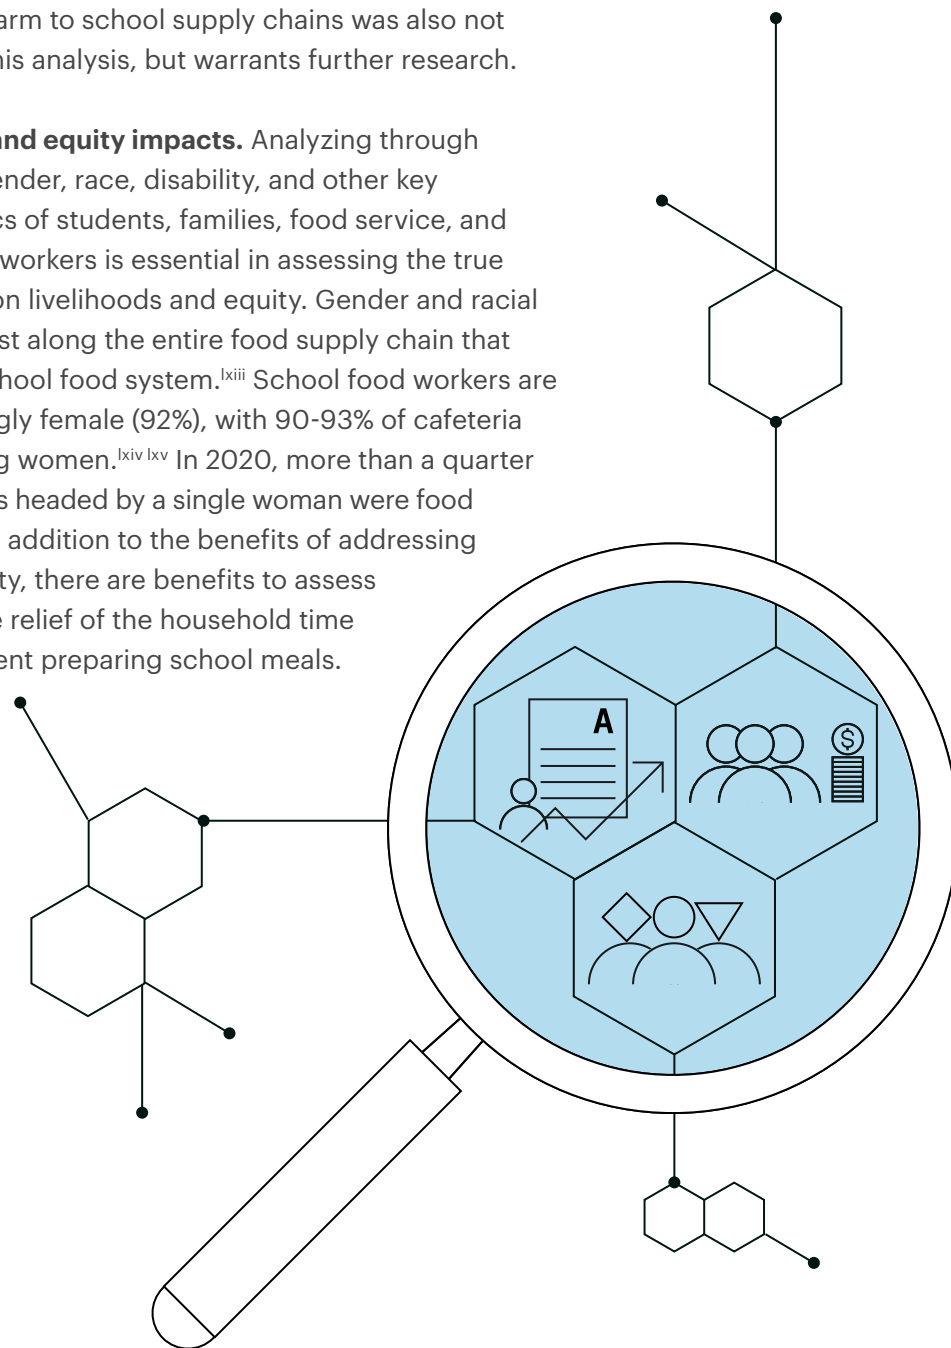 arm to school supply chains was also not
his analysis, but warrants further research.
and equity impacts. Analyzing through
ender, race, disability, and other key
cs of students, families, food service, and
workers is essential in assessing the true
on livelihoods and equity. Gender and racial
st along the entire food supply chain that
chool food system.lxiii School food workers are
gly female (92%), with 90-93% of cafeteria
g women.lxiv lxv In 2020, more than a quarter
s headed by a single woman were food
addition to the benefits of addressing
ty, there are benefits to assess
e relief of the household time
ent preparing school meals.
A
$